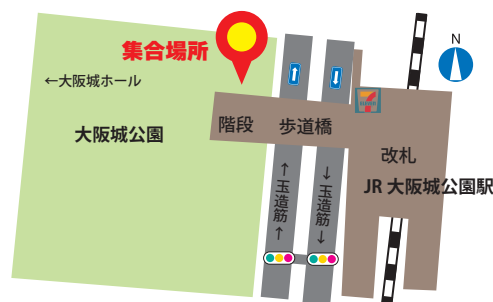 集合場所
N
←大阪城ホール
大阪城公園
階段
歩道橋
改札
JR 大阪城公園駅
↑玉造筋↑
↓玉造筋↓